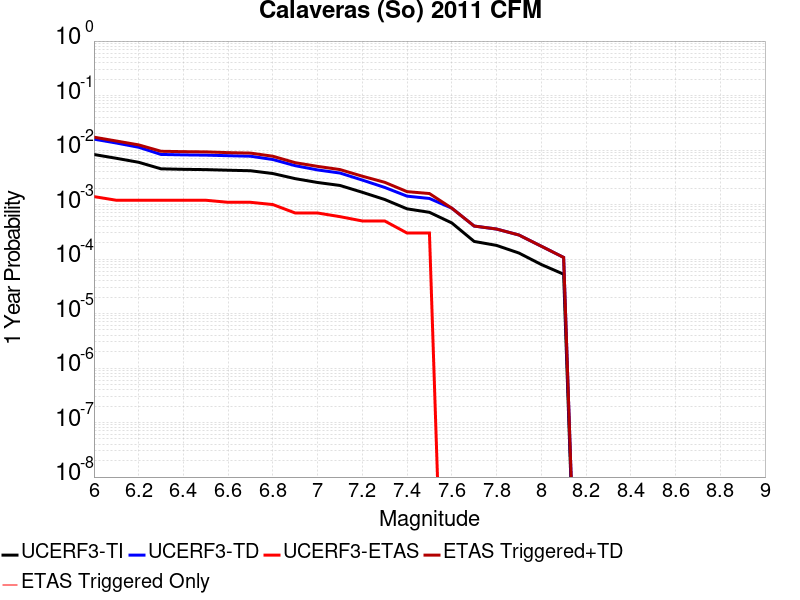 Calaveras (So) 2011 CFM
10^0
10^-1
10^-2
10^-3
10^-4
10^-5
10^-6
10^-7
10^-8
1 Year Probability
6 6.2 6.4 6.6 6.8 7 7.2 7.4 7.6 7.8 8 8.2 8.4 8.6 8.8 9
Magnitude
UCERF3-TI UCERF3-TD UCERF3-ETAS ETAS Triggered+TD
ETAS Triggered Only